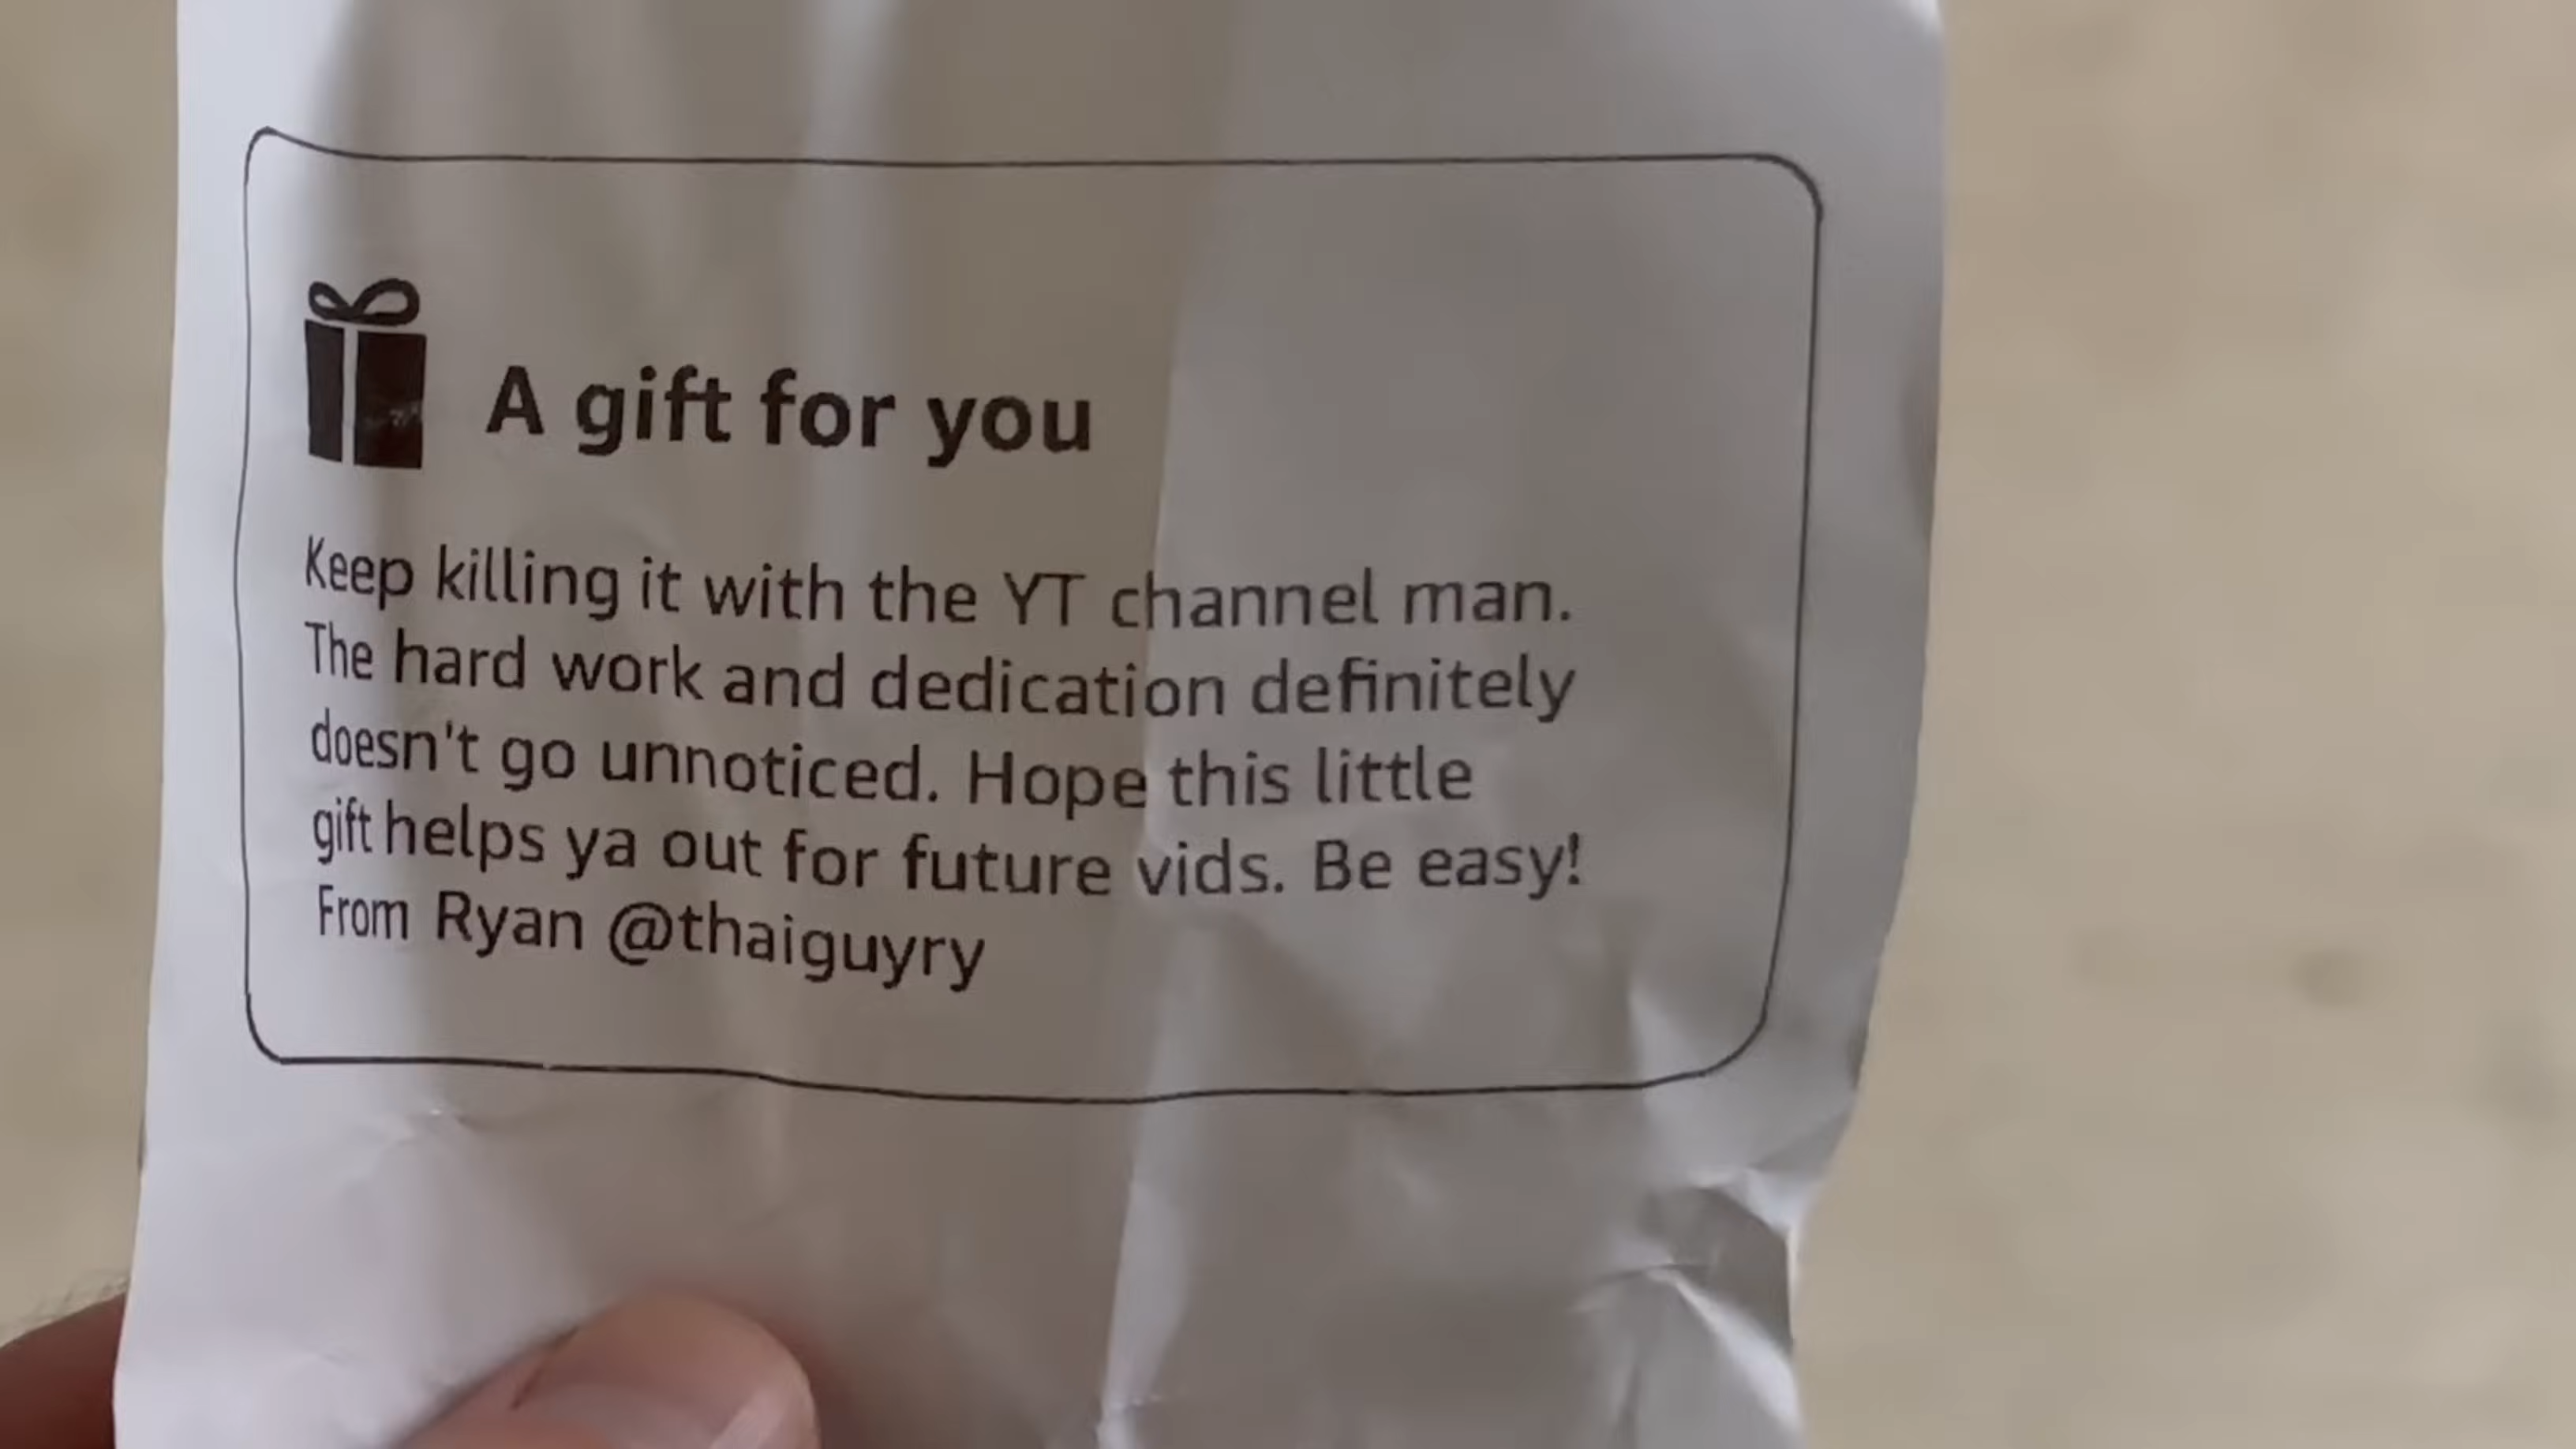 A gift for you
Keep killing it with the YT channel man.
The hard work and dedication definitely
doesn't go unnoticed. Hope this little
gift helps ya out for future vids. Be easy!
From Ryan @thaiguyry